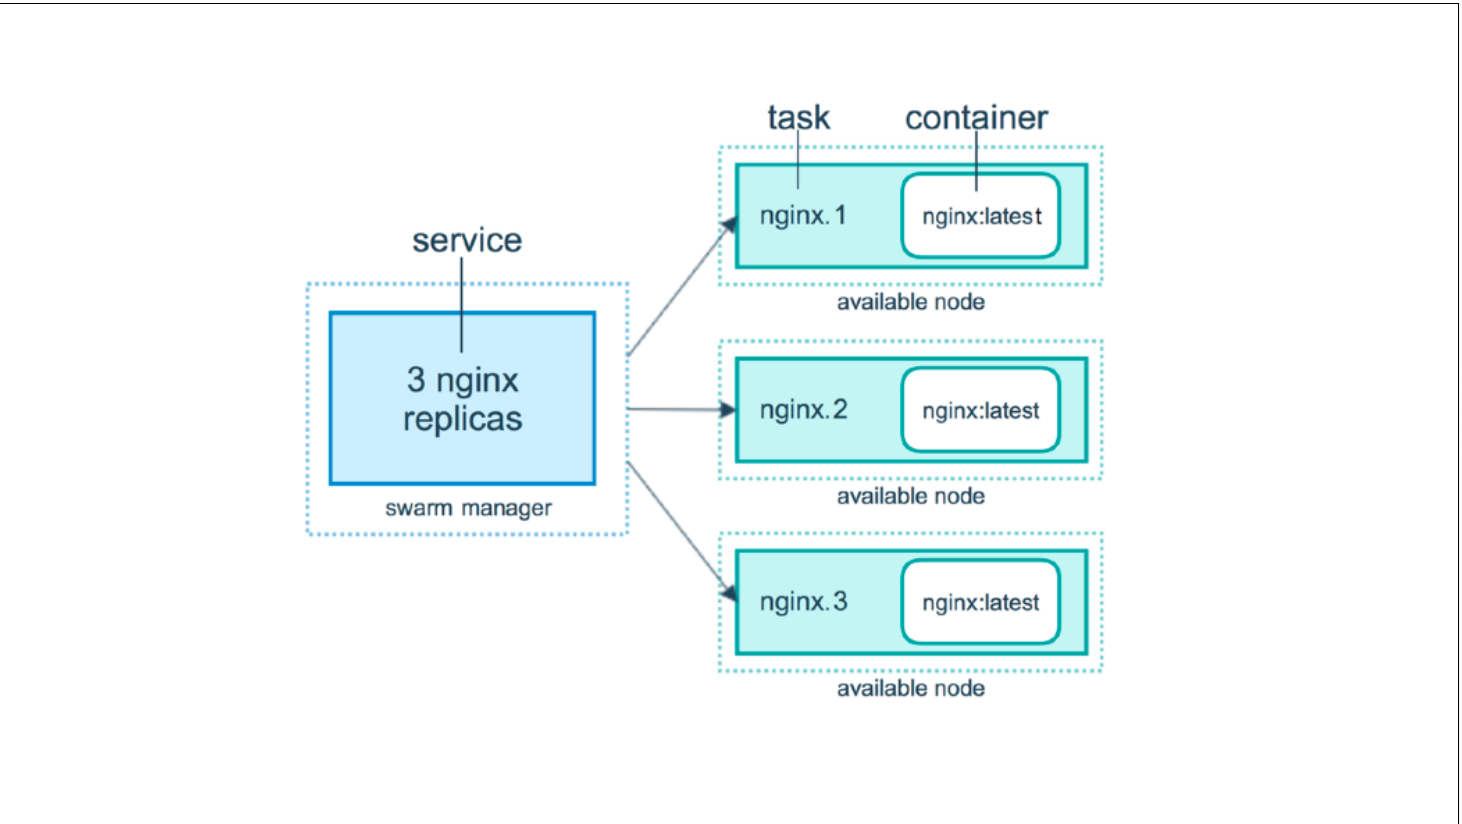 task
container
nginx.1
nginx:latest
available node
service
3 nginx
replicas
swarm manager
nginx.2
nginx:latest
available node
nginx.3
nginx:latest
available node